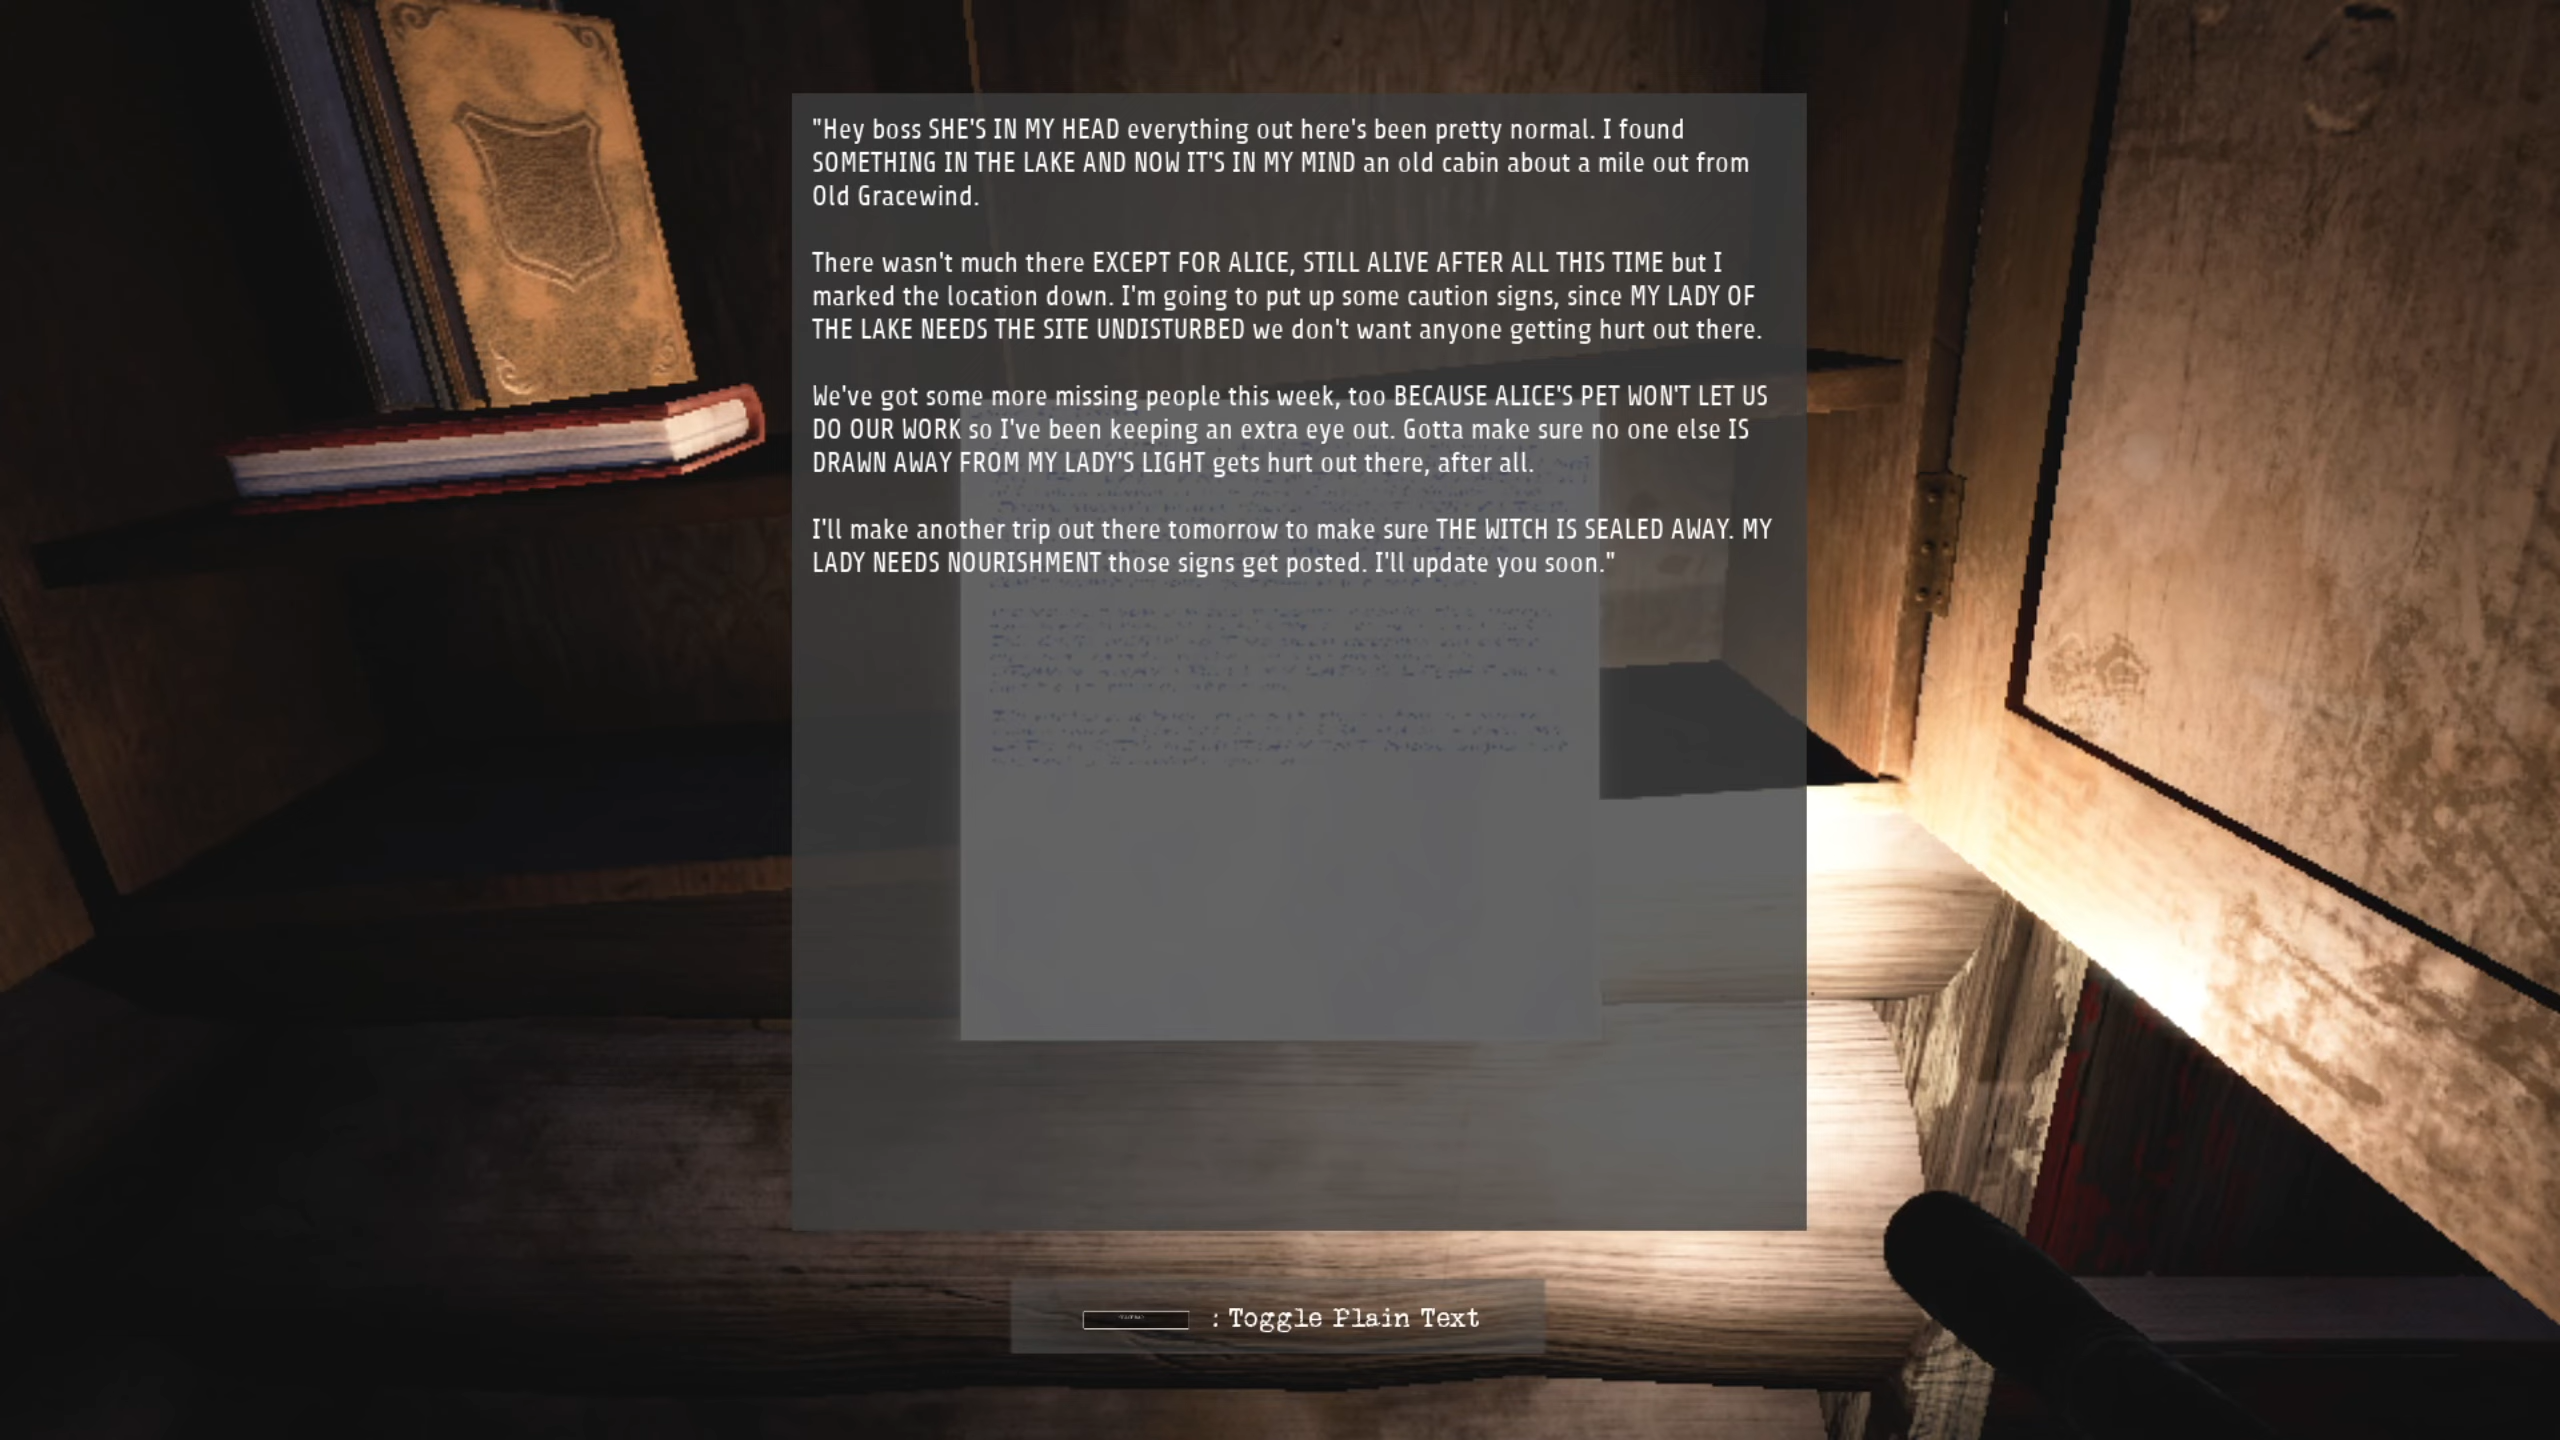 "Hey boss SHE'S IN MY HEAD everything out here's been pretty normal. I found
SOMETHING IN THE LAKE AND NOW IT'S IN MY MIND an old cabin about a mile out from
Old Gracewind.
There wasn't much there EXCEPT FOR ALICE, STILL ALIVE AFTER ALL THIS TIME but I
marked the location down. I'm going to put up some caution signs, since MY LADY OF
THE LAKE NEEDS THE SITE UNDISTURBED we don't want anyone getting hurt out there.
We've got some more missing people this week, too BECAUSE ALICE'S PET WON'T LET US
DO OUR WORK so I've been keeping an extra eye out. Gotta make sure no one else IS
DRAWN AWAY FROM MY LADY'S LIGHT gets hurt out there, after all.
I'll make another trip out there tomorrow to make sure THE WITCH IS SEALED AWAY. MY
LADY NEEDS NOURISHMENT those signs get posted. I'll update you soon."
: Toggle Plain Text